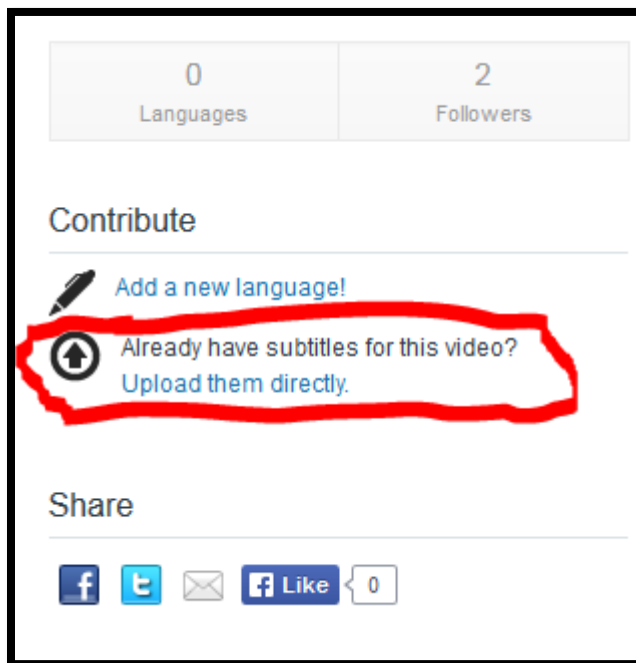 0 2
Languages Followers
Contribute
Add a new language!
Already have subtitles for this video?
Upload them directly.
Share
f t f Like 0